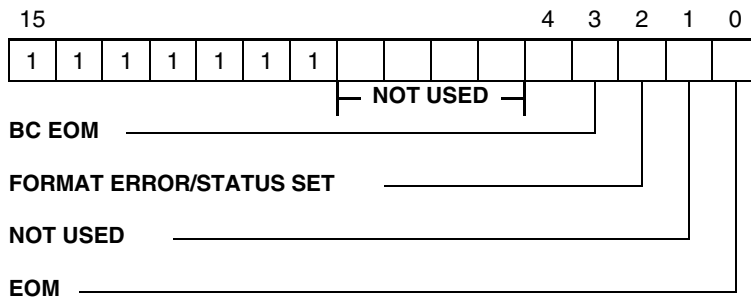 15 4 3 2 1 0
1 1 1 1 1 1 1
NOT USED
BC EOM
FORMAT ERROR/STATUS SET
NOT USED
EOM